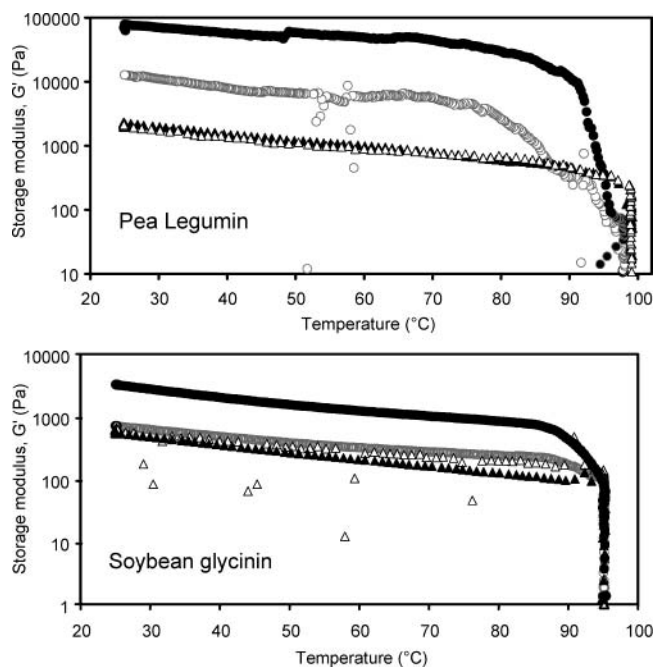 100000
10000
1000
100
10
Storage modulus, G' (Pa)
Pea Legumin
20 30 40 50 60 70 80 90 100
Temperature (°C)
10000
1000
100
10
1
Storage modulus, G' (Pa)
Soybean glycinin
20 30 40 50 60 70 80 90 100
Temperature (°C)